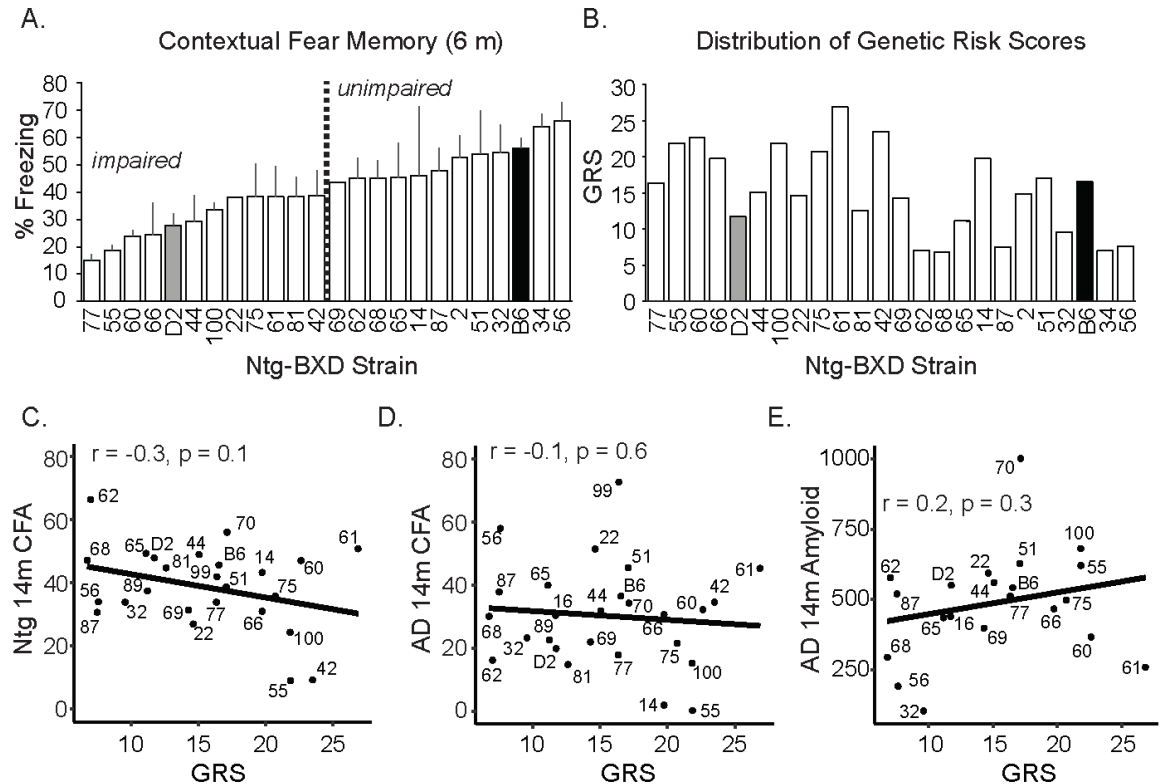 A.
Contextual Fear Memory (6 m)
80
70
60
50
40
30
20
10
0
% Freezing
impaired
unimpaired
77 55 60 66 D2 44 100 22 75 61 81 42 69 62 68 65 14 87 2 51 32 B6 34 56
Ntg-BXD Strain
B.
Distribution of Genetic Risk Scores
30
25
20
15
10
5
0
GRS
77 55 60 66 D2 44 100 22 75 61 81 42 69 62 68 65 14 87 2 51 32 B6 34 56
Ntg-BXD Strain
C.
r = -0.3, p = 0.1
Ntg 14m CFA
80
60
40
20
0
62
70
68
65
D2
44
61
81
B6
14
60
99
89
51
75
56
32
77
87
69
22
66
100
55
42
10 15 20 25
GRS
D.
r = -0.1, p = 0.6
AD 14m CFA
80
60
40
20
0
99
56
22
51
87
65
B6
42
61
16
44
70
60
68
66
32
89
69
75
D2
77
62
81
100
14
55
10 15 20 25
GRS
E.
r = 0.2, p = 0.3
AD 14m Amyloid
1000
750
500
250
70
100
51
62
22
55
D2
B6
87
44
77
75
65
16
66
69
60
68
61
56
32
10 15 20 25
GRS